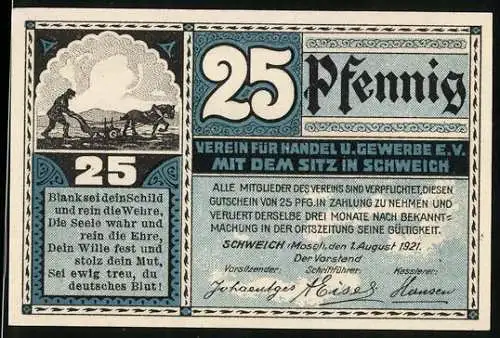 25
Blank sei dein Schild
und rein die Wehre,
Die Seele wahr und
rein die Ehre,
Dein Wille fest und
stolz dein Mut,
Sei ewig treu, du
deutsches Blut!
25 Pfennig
VEREIN FÜR HANDEL U. GEWERBE E.V.
MIT DEM SITZ IN SCHWEICH
ALLE MITGLIEDER DES VEREINS SIND VERPFLICHTET, DIESEN
GUTSCHEIN VON 25 PFG. IN ZAHLUNG ZU NEHMEN UND
VERLIERT DERSELBE DREI MONATE NACH BEKANNT-
MACHUNG IN DER ORTSZEITUNG SEINE GÜLTIGKEIT.
SCHWEICH (Mosel), den 1. August 1921.
Der Vorstand
Vorsitzender: Schriftführer: Kassierer:
Johaentges A Eisel Hansen